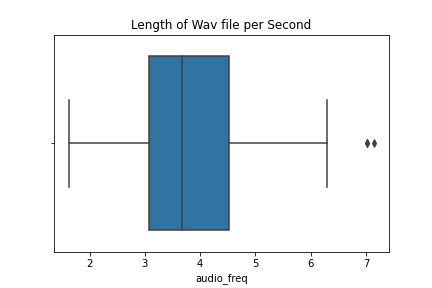 Length of Wav file per Second
2 3 4 5 6 7
audio_freq